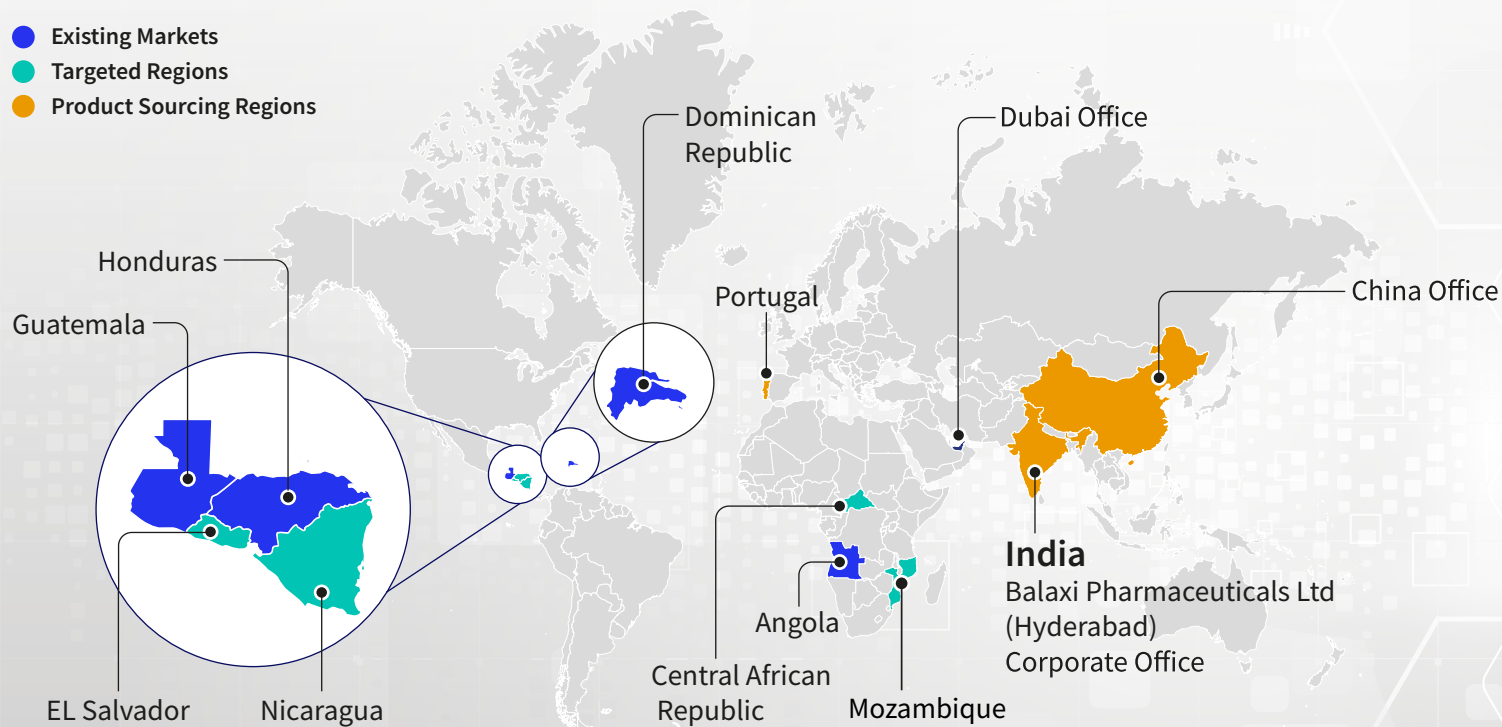 Existing Markets
Targeted Regions
Product Sourcing Regions
Dominican
Republic
Dubai Office
Honduras
Portugal
China Office
Guatemala
India
Balaxi Pharmaceuticals Ltd
(Hyderabad)
Corporate Office
Angola
Central African
Republic
Mozambique
EL Salvador
Nicaragua